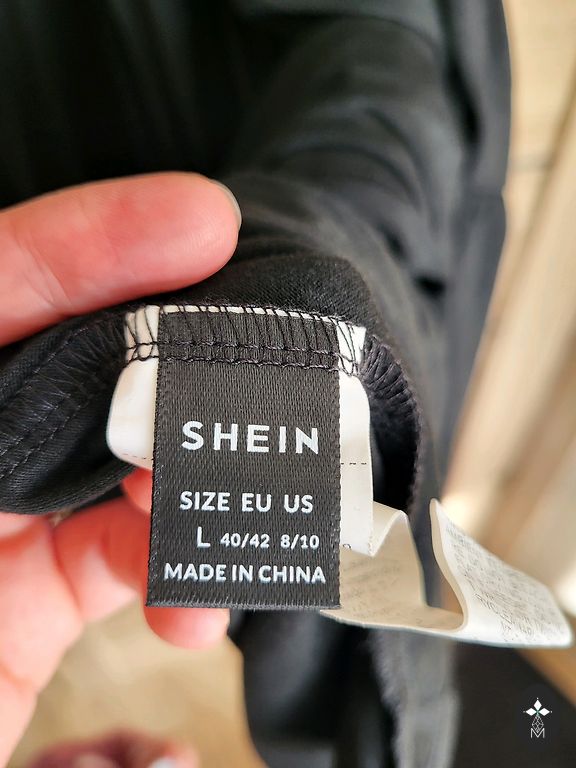 SHEIN
SIZE EU US
L 40/42 8/10
MADE IN CHINA